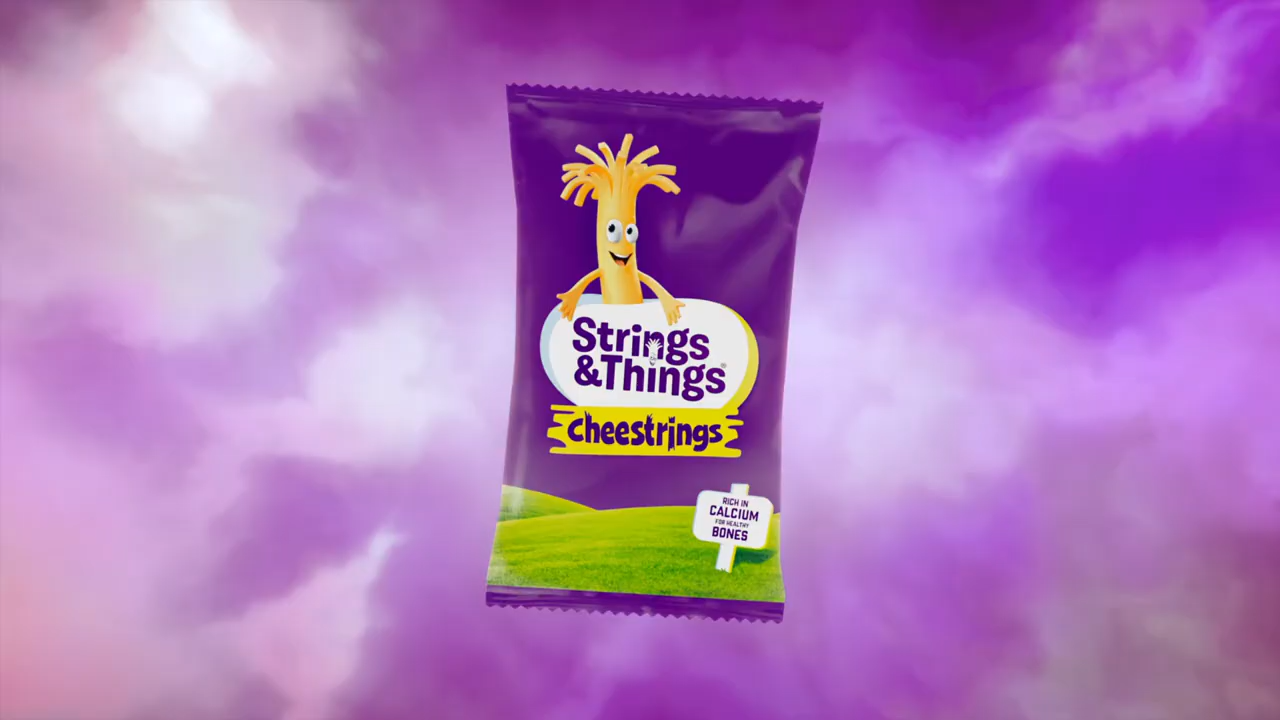 Strings
&Things®
cheestrings
RICH IN
CALCIUM
FOR HEALTHY
BONES